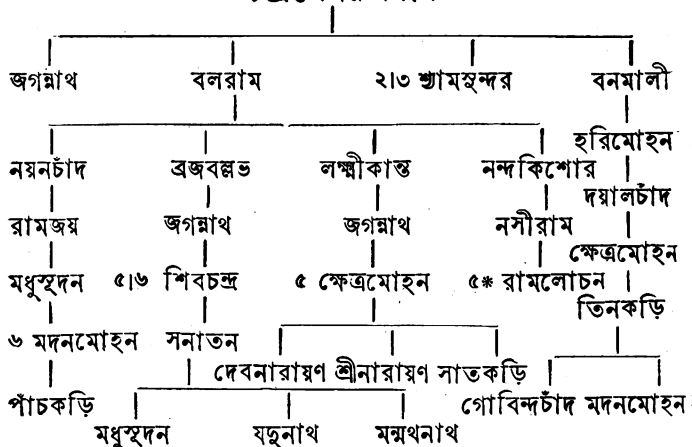 জগন্নাথ বলরাম ২।৩ শ্যামসুন্দর বনমালী
হরিমোহন
নয়নচাঁদ ব্রজবল্লভ লক্ষ্মীকান্ত নন্দকিশোর
দয়ালচাঁদ
রামজয় জগন্নাথ জগন্নাথ নসীরাম
ক্ষেত্রমোহন
মধুসূদন ৫।৬ শিবচন্দ্র ৫ ক্ষেত্রমোহন ৫* রামলোচন
তিনকড়ি
৬ মদনমোহন সনাতন
দেবনারায়ণ শ্রীনারায়ণ সাতকড়ি
পাঁচকড়ি গোবিন্দচাঁদ মদনমোহন
মধুসূদন যদুনাথ মন্মথনাথ